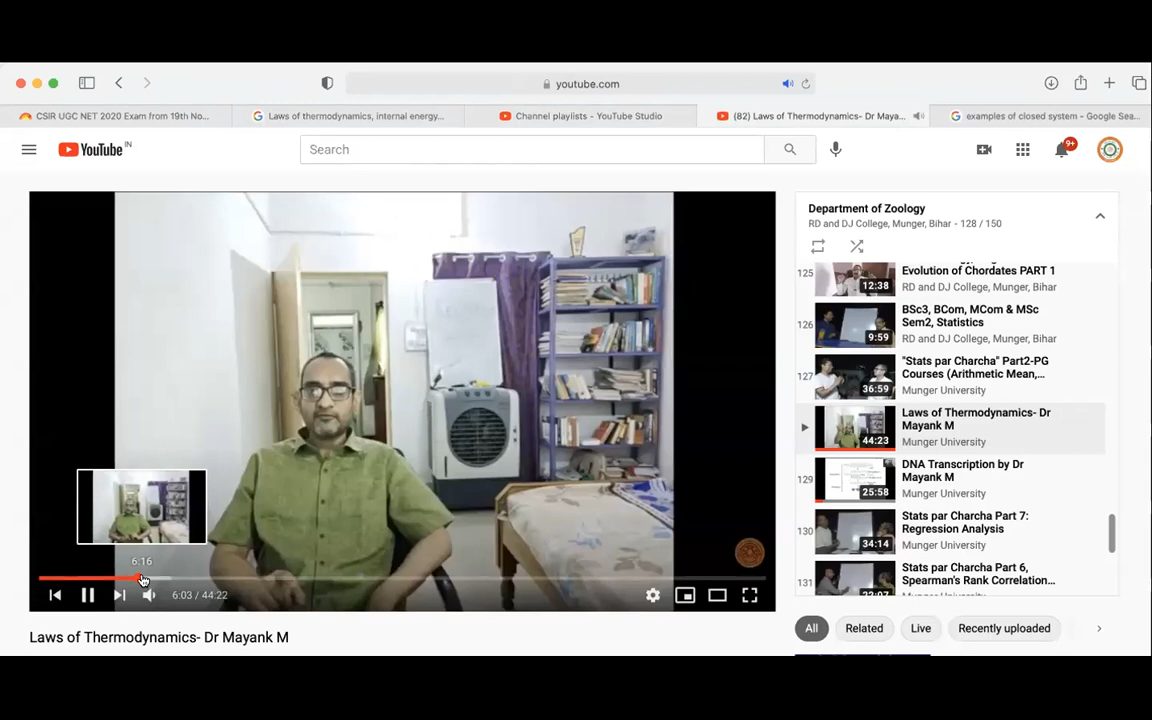 youtube.com
CSIR UGC NET 2020 Exam from 19th No...
Laws of thermodynamics, internal energy...
Channel playlists - YouTube Studio
(82) Laws of Thermodynamics- Dr Maya...
examples of closed system - Google Sea...
YouTube IN
Search
9+
Department of Zoology
RD and DJ College, Munger, Bihar - 128 / 150
125
Evolution of Chordates PART 1
12:38
RD and DJ College, Munger, Bihar
126
BSc3, BCom, MCom & MSc
Sem2, Statistics
9:59
RD and DJ College, Munger, Bihar
127
"Stats par Charcha" Part2-PG
Courses (Arithmetic Mean,...
36:59
Munger University
Laws of Thermodynamics- Dr
Mayank M
44:23
Munger University
129
DNA Transcription by Dr
Mayank M
25:58
Munger University
130
Stats par Charcha Part 7:
Regression Analysis
34:14
Munger University
131
Stats par Charcha Part 6,
Spearman's Rank Correlation...
6:16
6:03 / 44:22
Laws of Thermodynamics- Dr Mayank M
All
Related
Live
Recently uploaded